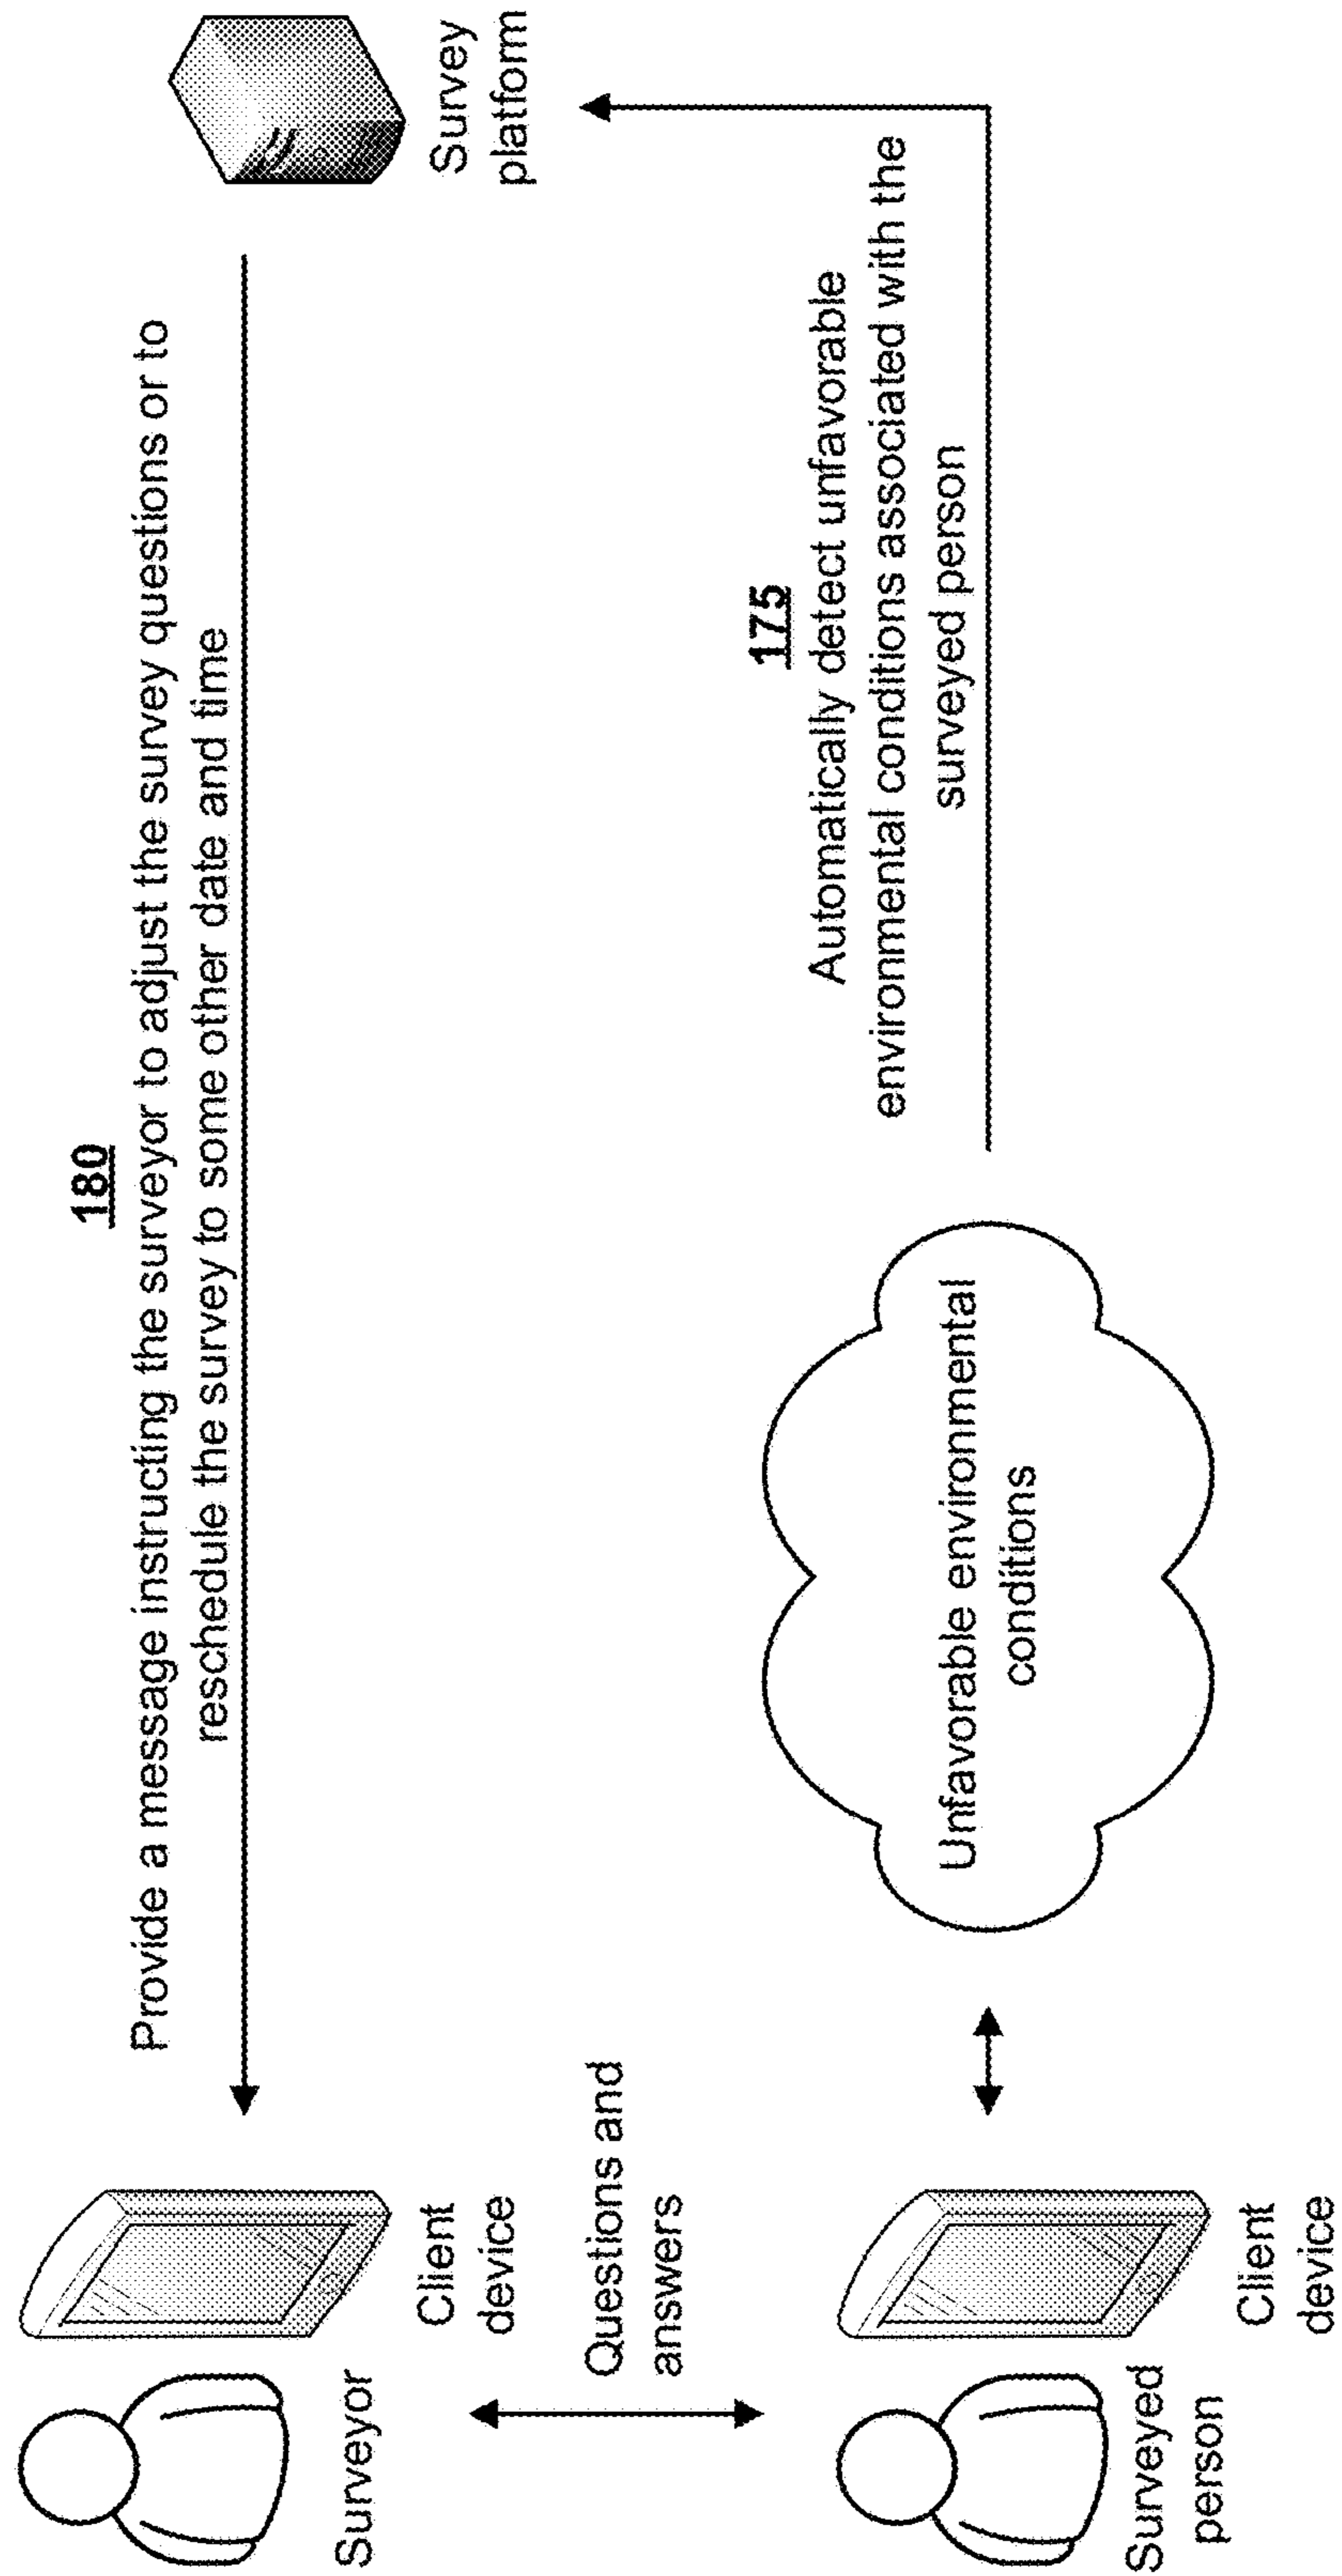 180
Provide a message instructing the surveyor to adjust the survey questions or to
reschedule the survey to some other date and time
Surveyor
Client
device
Survey
platform
Questions and
answers
175
Automatically detect unfavorable
environmental conditions associated with the
surveyed person
Unfavorable environmental
conditions
Surveyed
person
Client
device